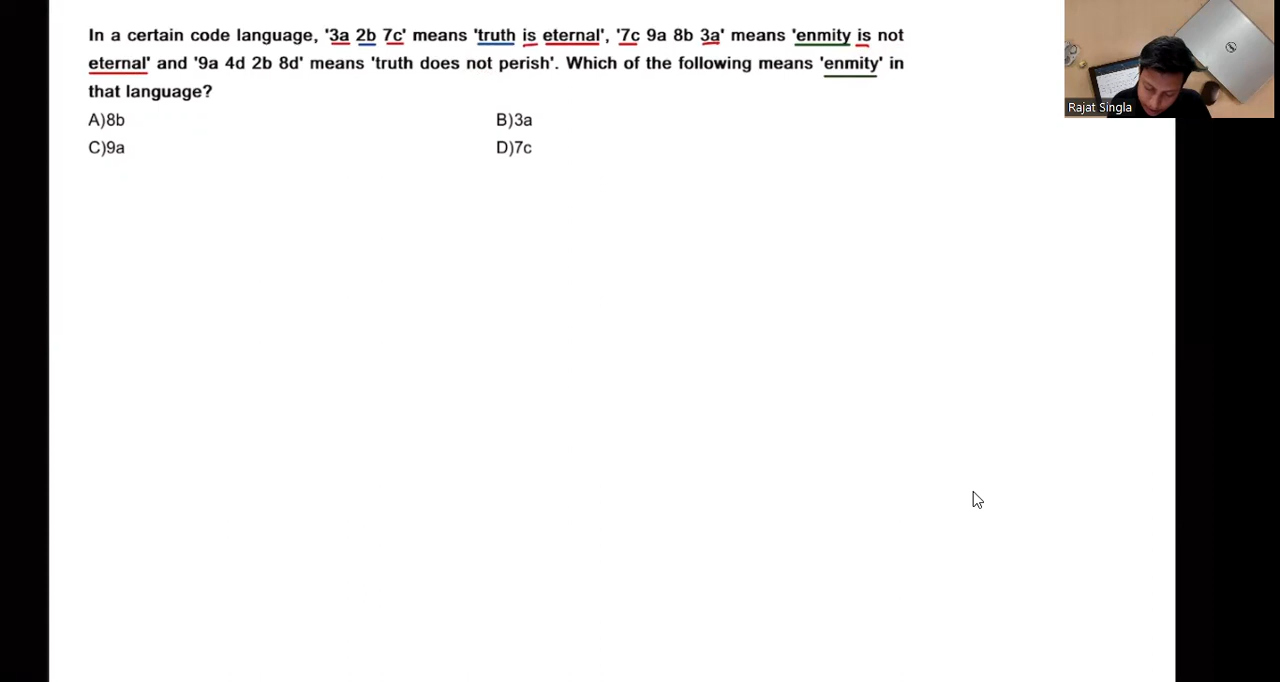 In a certain code language, '3a 2b 7c' means 'truth is eternal', '7c 9a 8b 3a' means 'enmity is not
eternal' and '9a 4d 2b 8d' means 'truth does not perish'. Which of the following means 'enmity' in
that language?
A)8b B)3a
C)9a D)7c
Rajat Singla